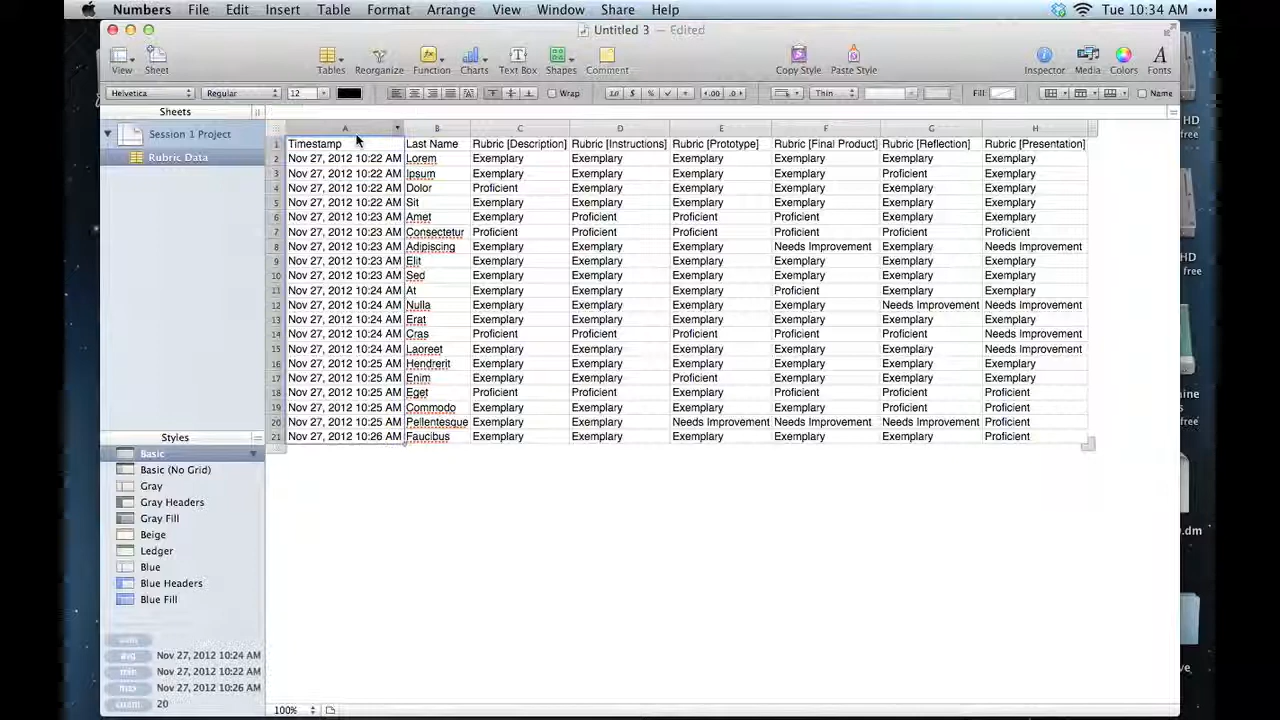 Numbers File Edit Insert Table Format Arrange View Window Share Help Tue 10:34 AM
Untitled 3 — Edited
View Sheet Tables Reorganize Function Charts Text Box Shapes Comment Copy Style Paste Style Inspector Media Colors Fonts
Helvetica Regular 12 Wrap Thin Fill: Name
Sheets
Session 1 Project
Rubric Data
A B C D E F G H
1 Timestamp Last Name Rubric [Description] Rubric [Instructions] Rubric [Prototype] Rubric [Final Product] Rubric [Reflection] Rubric [Presentation]
2 Nov 27, 2012 10:22 AM Lorem Exemplary Exemplary Exemplary Exemplary Exemplary Exemplary
3 Nov 27, 2012 10:22 AM Ipsum Exemplary Exemplary Exemplary Exemplary Proficient Exemplary
4 Nov 27, 2012 10:22 AM Dolor Proficient Exemplary Exemplary Exemplary Exemplary Exemplary
5 Nov 27, 2012 10:22 AM Sit Exemplary Exemplary Exemplary Exemplary Exemplary Exemplary
6 Nov 27, 2012 10:23 AM Amet Exemplary Proficient Proficient Proficient Exemplary Exemplary
7 Nov 27, 2012 10:23 AM Consectetur Proficient Proficient Exemplary Exemplary Proficient Exemplary
8 Nov 27, 2012 10:23 AM Adipiscing Exemplary Exemplary Exemplary Needs Improvement Exemplary Needs Improvement
9 Nov 27, 2012 10:23 AM Elit Exemplary Exemplary Exemplary Exemplary Exemplary Exemplary
10 Nov 27, 2012 10:23 AM Sed Exemplary Exemplary Exemplary Exemplary Exemplary Exemplary
11 Nov 27, 2012 10:24 AM At Exemplary Exemplary Exemplary Proficient Exemplary Exemplary
12 Nov 27, 2012 10:24 AM Nulla Exemplary Exemplary Exemplary Exemplary Needs Improvement Needs Improvement
13 Nov 27, 2012 10:24 AM Erat Exemplary Exemplary Exemplary Exemplary Exemplary Exemplary
14 Nov 27, 2012 10:24 AM Cras Proficient Proficient Proficient Proficient Proficient Needs Improvement
15 Nov 27, 2012 10:24 AM Laoreet Exemplary Exemplary Exemplary Exemplary Exemplary Needs Improvement
16 Nov 27, 2012 10:25 AM Hendrerit Exemplary Exemplary Exemplary Exemplary Exemplary Exemplary
17 Nov 27, 2012 10:25 AM Enim Exemplary Exemplary Proficient Exemplary Exemplary Exemplary
18 Nov 27, 2012 10:25 AM Eget Proficient Proficient Proficient Proficient Proficient Proficient
19 Nov 27, 2012 10:25 AM Commodo Exemplary Exemplary Exemplary Exemplary Proficient Proficient
20 Nov 27, 2012 10:25 AM Pellentesque Exemplary Exemplary Needs Improvement Needs Improvement Needs Improvement Proficient
21 Nov 27, 2012 10:26 AM Faucibus Exemplary Exemplary Exemplary Exemplary Exemplary Proficient
Styles
Basic
Basic (No Grid)
Gray
Gray Headers
Gray Fill
Beige
Ledger
Blue
Blue Headers
Blue Fill
sum
avg Nov 27, 2012 10:24 AM
min Nov 27, 2012 10:22 AM
max Nov 27, 2012 10:26 AM
count 20
100%
HD
free
HD
free
free